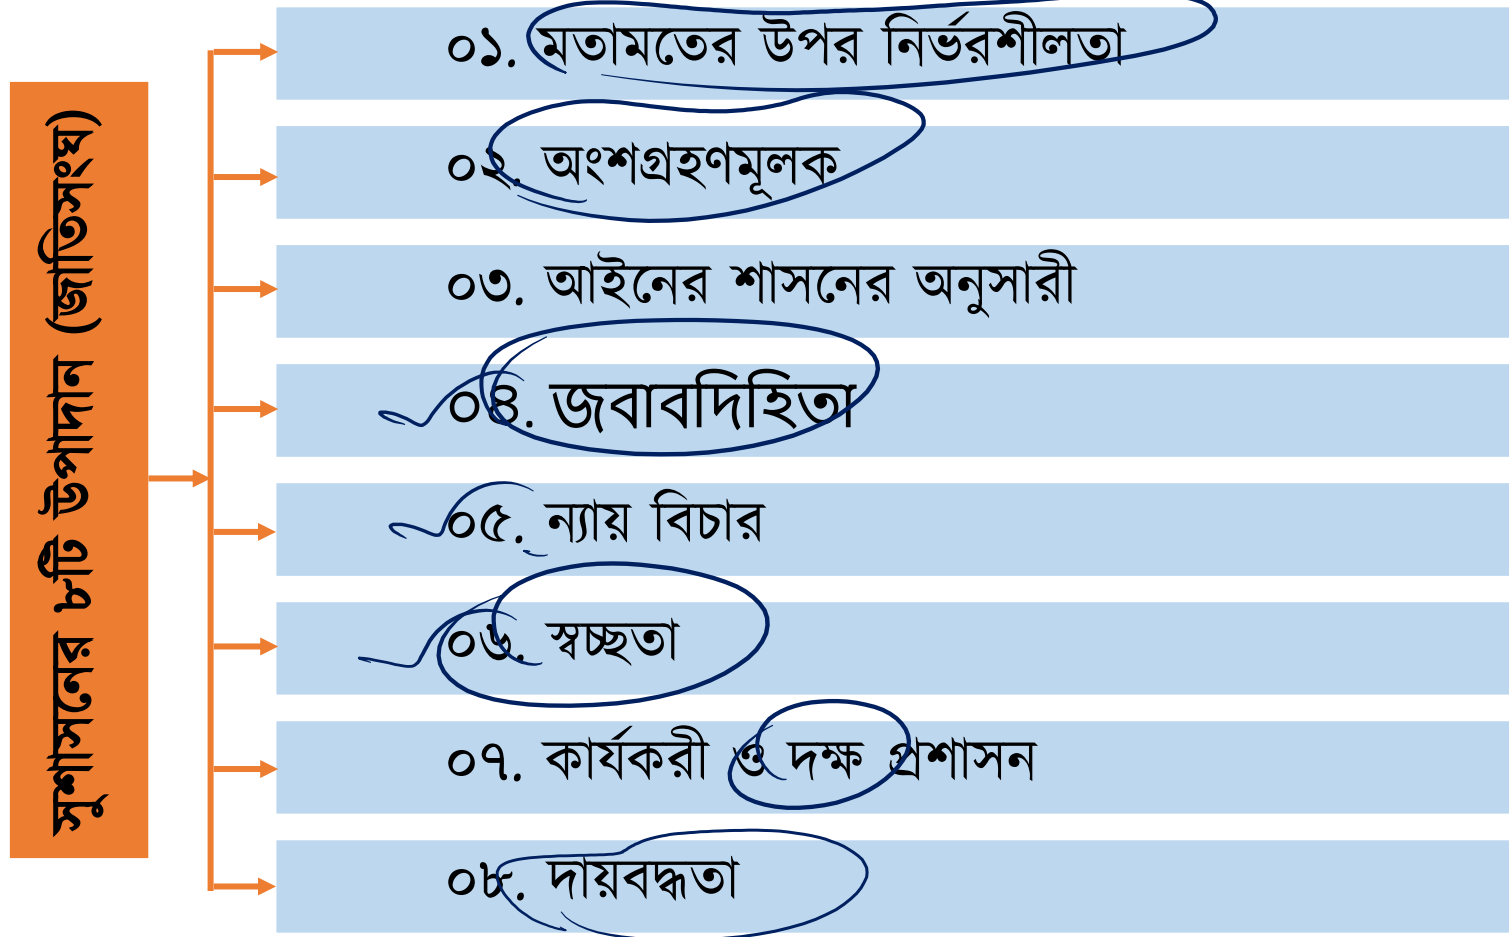 সুশাসনের ৮টি উপাদান (জাতিসংঘ)
০১. মতামতের উপর নির্ভরশীলতা
০২. অংশগ্রহণমূলক
০৩. আইনের শাসনের অনুসারী
০৪. জবাবদিহিতা
০৫. ন্যায় বিচার
০৬. স্বচ্ছতা
০৭. কার্যকরী ও দক্ষ প্রশাসন
০৮. দায়বদ্ধতা